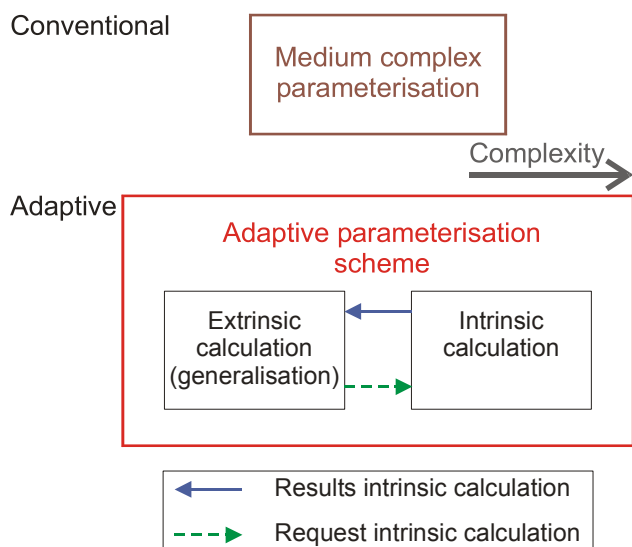 Conventional
Medium complex
parameterisation
Complexity
Adaptive
Adaptive parameterisation
scheme
Extrinsic
calculation
(generalisation)
Intrinsic
calculation
Results intrinsic calculation
Request intrinsic calculation